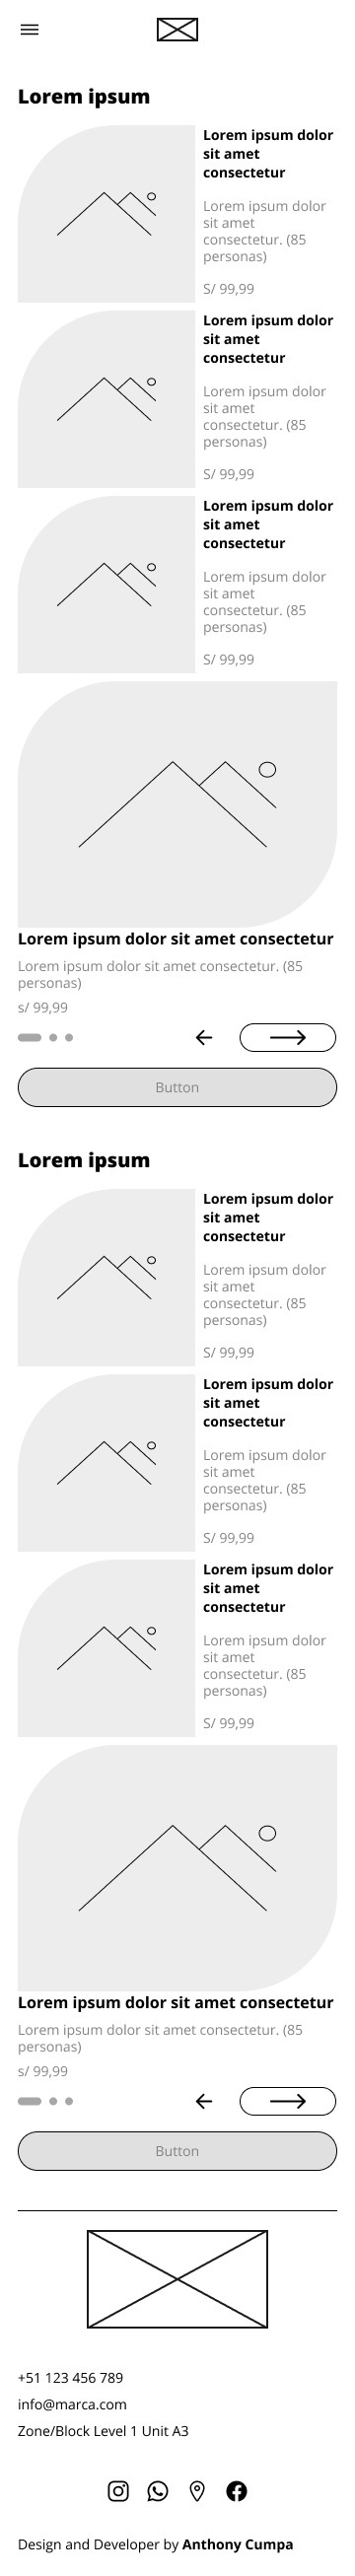 Lorem ipsum
Lorem ipsum dolor
sit amet
consectetur
Lorem ipsum dolor
sit amet
consectetur. (85
personas)
S/ 99,99
Lorem ipsum dolor
sit amet
consectetur
Lorem ipsum dolor
sit amet
consectetur. (85
personas)
S/ 99,99
Lorem ipsum dolor
sit amet
consectetur
Lorem ipsum dolor
sit amet
consectetur. (85
personas)
S/ 99,99
Lorem ipsum dolor sit amet consectetur
Lorem ipsum dolor sit amet consectetur. (85
personas)
s/ 99,99
Button
Lorem ipsum
Lorem ipsum dolor
sit amet
consectetur
Lorem ipsum dolor
sit amet
consectetur. (85
personas)
S/ 99,99
Lorem ipsum dolor
sit amet
consectetur
Lorem ipsum dolor
sit amet
consectetur. (85
personas)
S/ 99,99
Lorem ipsum dolor
sit amet
consectetur
Lorem ipsum dolor
sit amet
consectetur. (85
personas)
S/ 99,99
Lorem ipsum dolor sit amet consectetur
Lorem ipsum dolor sit amet consectetur. (85
personas)
s/ 99,99
Button
+51 123 456 789
info@marca.com
Zone/Block Level 1 Unit A3
Design and Developer by Anthony Cumpa